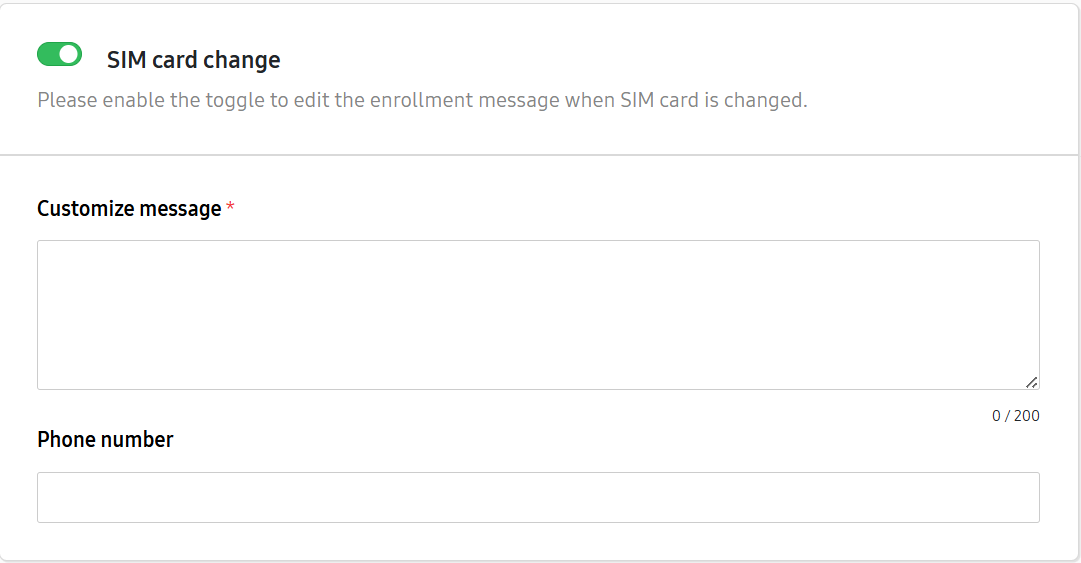 SIM card change
Please enable the toggle to edit the enrollment message when SIM card is changed.
Customize message *
0 / 200
Phone number